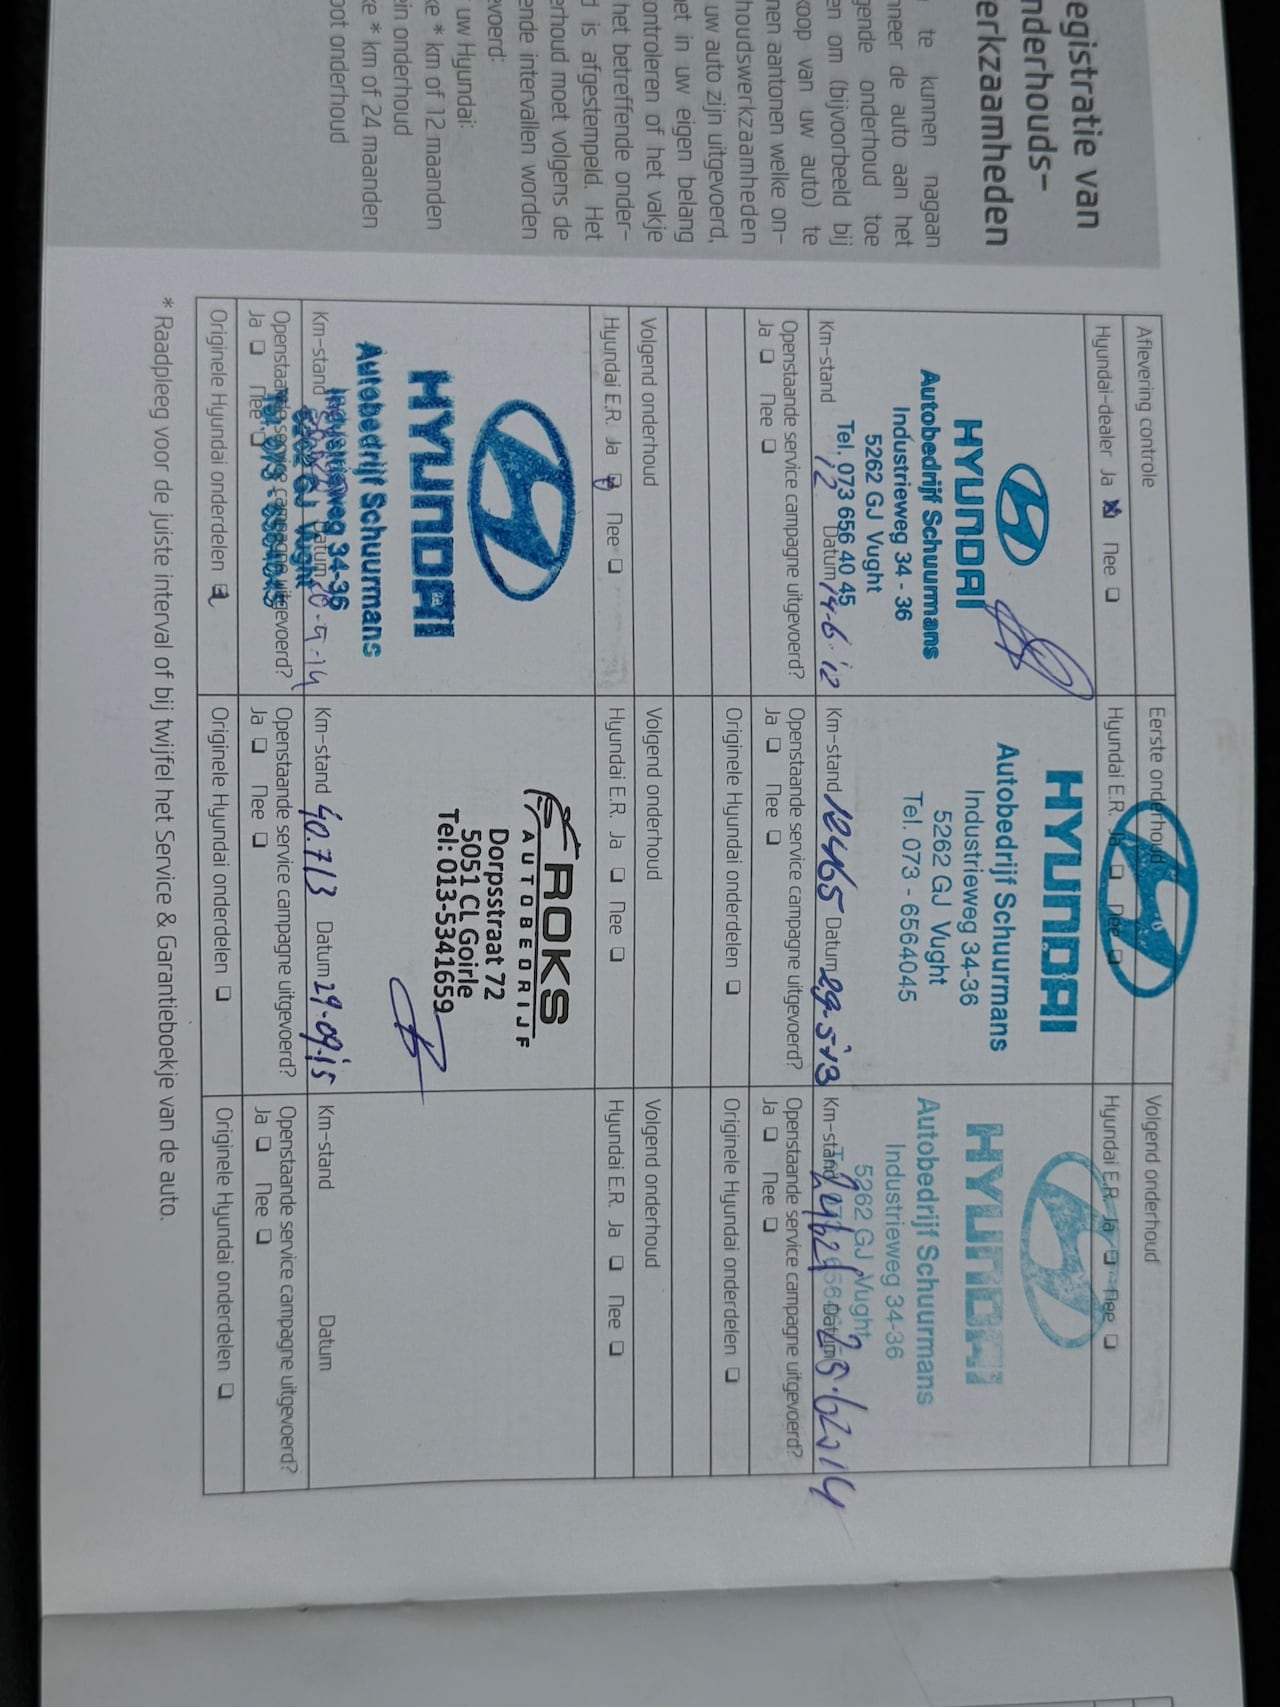 egistratie van
nderhouds-
erkzaamheden
te kunnen nagaan
nneer de auto aan het
gende onderhoud toe
en om (bijvoorbeeld bij
koop van uw auto) te
nen aantonen welke on-
houdswerkzaamheden
uw auto zijn uitgevoerd,
et in uw eigen belang
ontroleren of het vakje
het betreffende onder-
d is afgestempeld. Het
erhoud moet volgens de
ende intervallen worden
evoerd:
uw Hyundai:
ke * km of 12 maanden
ein onderhoud
ke * km of 24 maanden
oot onderhoud
Aflevering controle
Hyundai-dealer Ja Nee
HYUNDAI
Autobedrijf Schuurmans
Industrieweg 34 - 36
5262 GJ Vught
Tel. 073 656 40 45
Km-stand 12 Datum 14-6-12
Openstaande service campagne uitgevoerd?
Ja Nee
Eerste onderhoud
Hyundai E.R. Ja Nee
HYUNDAI
Autobedrijf Schuurmans
Industrieweg 34-36
5262 GJ Vught
Tel. 073 - 6564045
Km-stand 12465 Datum 29-5-13
Openstaande service campagne uitgevoerd?
Ja Nee
Originele Hyundai onderdelen
Volgend onderhoud
Hyundai E.R. Ja Nee
HYUNDAI
Autobedrijf Schuurmans
Industrieweg 34-36
5262 GJ Vught
Km-stand Datum
Openstaande service campagne uitgevoerd?
Ja Nee
Originele Hyundai onderdelen
Volgend onderhoud
Hyundai E.R. Ja Nee
HYUNDAI
Autobedrijf Schuurmans
Industrieweg 34-36
5262 GJ Vught
Km-stand Datum
Openstaande service campagne uitgevoerd?
Ja Nee
Originele Hyundai onderdelen
Volgend onderhoud
Hyundai E.R. Ja Nee
ROKS
AUTOBEDRIJF
Dorpsstraat 72
5051 CL Goirle
Tel: 013-5341659
Km-stand 40.713 Datum 29-09-15
Openstaande service campagne uitgevoerd?
Ja Nee
Originele Hyundai onderdelen
Volgend onderhoud
Hyundai E.R. Ja Nee
Km-stand Datum
Openstaande service campagne uitgevoerd?
Ja Nee
Originele Hyundai onderdelen
* Raadpleeg voor de juiste interval of bij twijfel het Service & Garantieboekje van de auto.